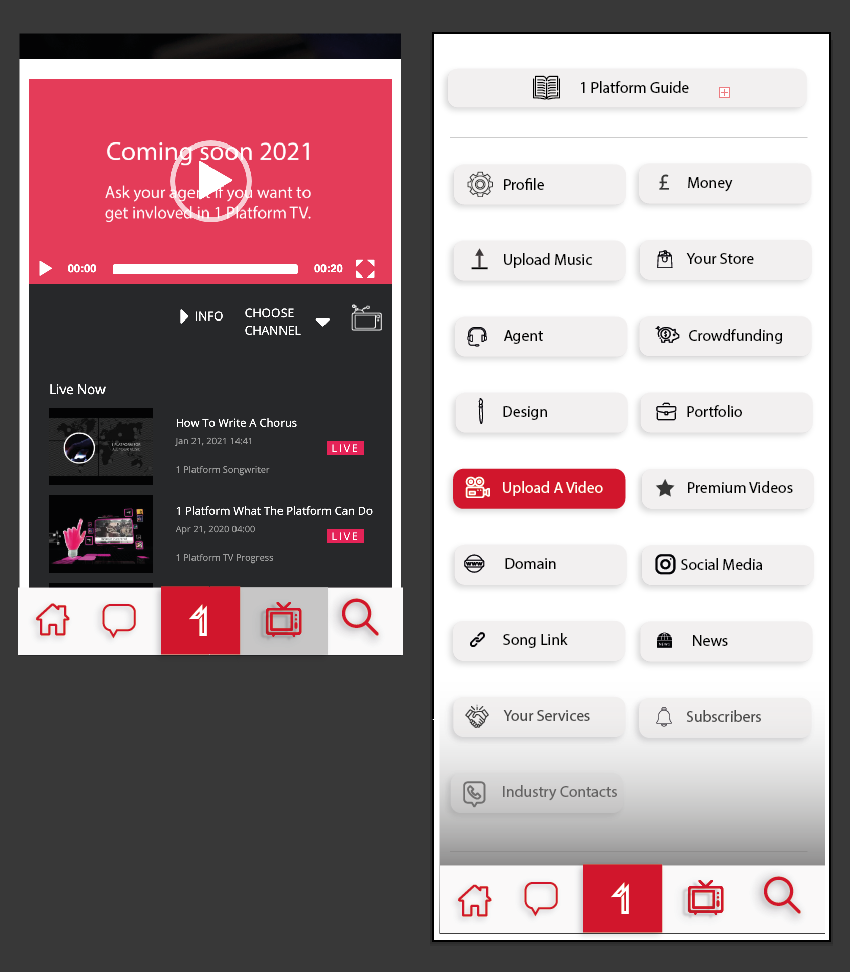 Coming soon 2021
Ask your agent if you want to
get invloved in 1 Platform TV.
00:00
00:20
INFO
CHOOSE
CHANNEL
Live Now
How To Write A Chorus
Jan 21, 2021 14:41
LIVE
1 Platform Songwriter
1 Platform What The Platform Can Do
Apr 21, 2020 04:00
LIVE
1 Platform TV Progress
1
1 Platform Guide
Profile
£ Money
Upload Music
Your Store
Agent
Crowdfunding
Design
Portfolio
Upload A Video
Premium Videos
www Domain
Social Media
Song Link
NEWS News
Your Services
Subscribers
Industry Contacts
1